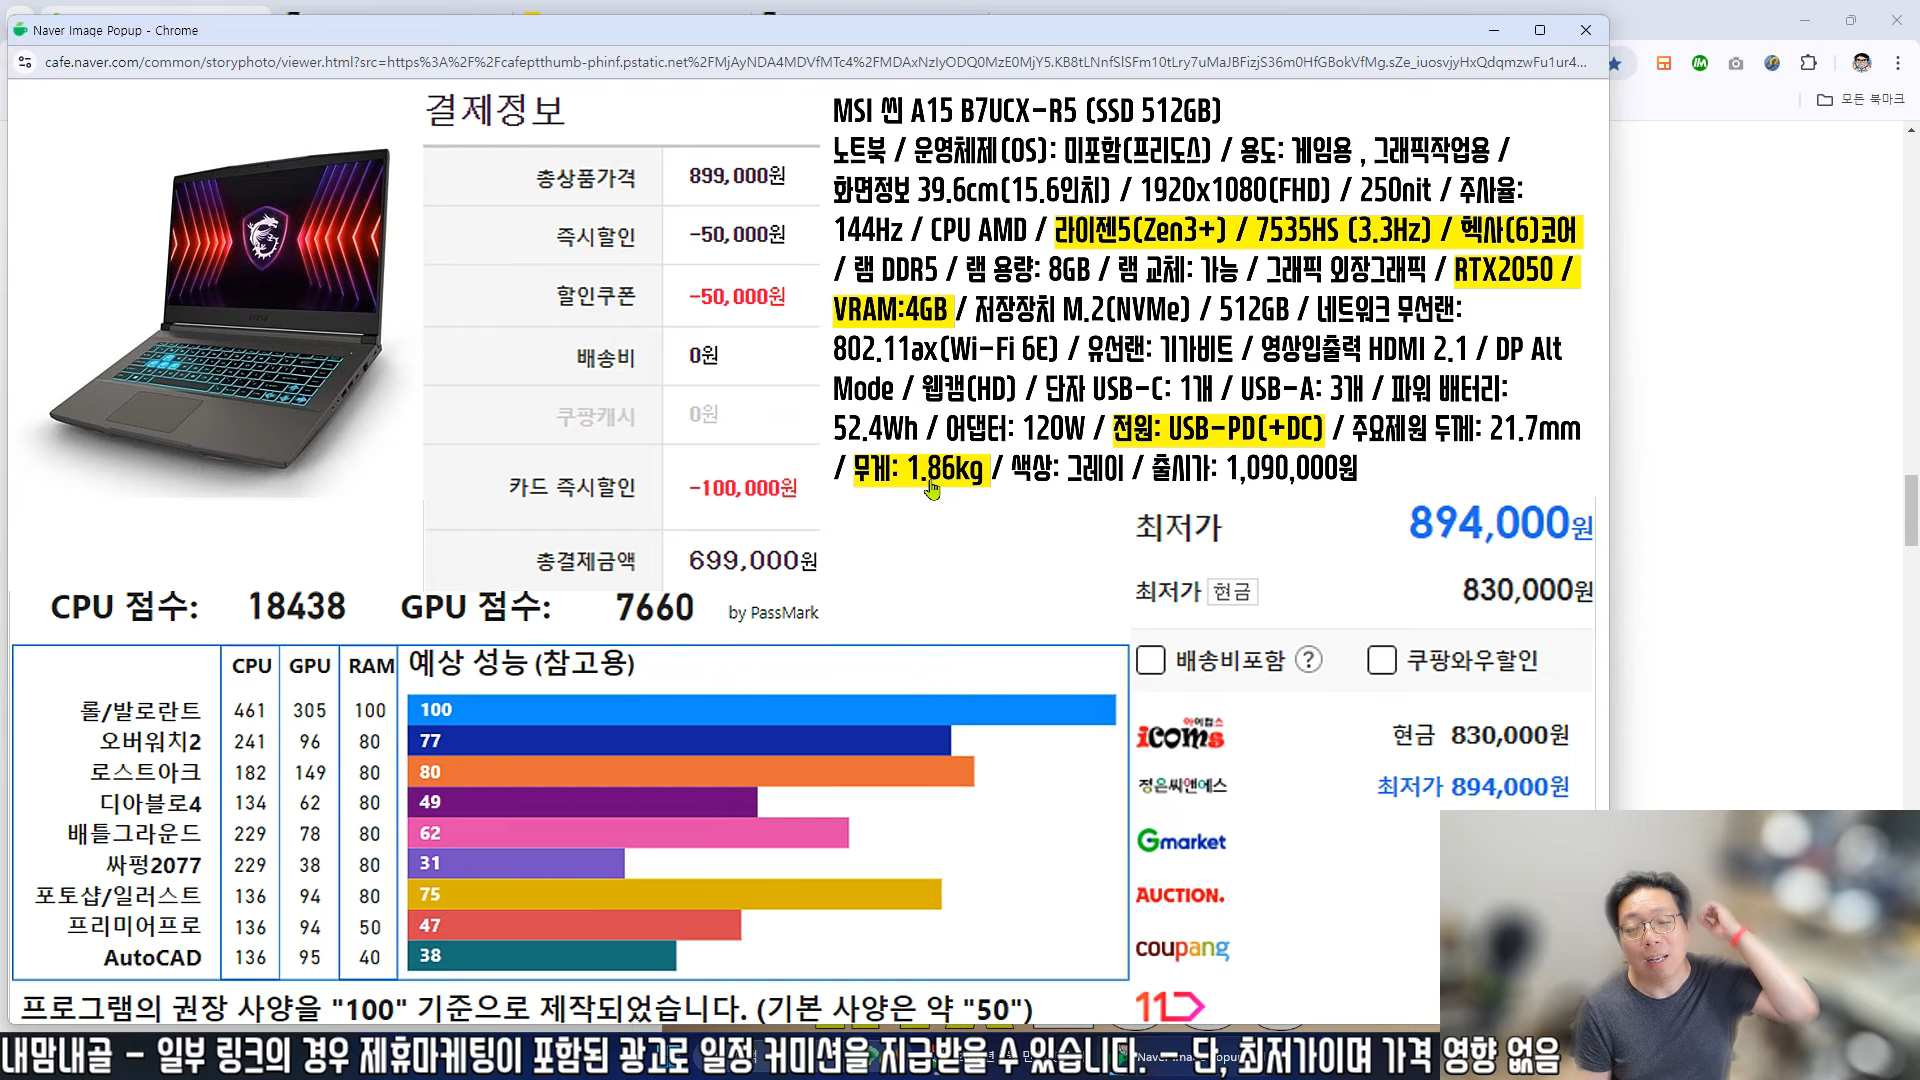 Naver Image Popup - Chrome
cafe.naver.com/common/storyphoto/viewer.html?src=https%3A%2F%2Fcafeptthumb-phinf.pstatic.net%2FMjAyNDA4MDVfMTc4%2FMDAxNzIyODQ0MzE0MjY5.KB8tLNnfSlSFm10tLry7uMaJBFizjS36m0HfGBokVfMg.sZe_iuosvjyHxQdqmzwFu1ur4...
모든 북마크
결제정보
총상품가격 899,000원
즉시할인 -50,000원
할인쿠폰 -50,000원
배송비 0원
쿠팡캐시 0원
카드 즉시할인 -100,000원
총결제금액 699,000원
MSI 씬 A15 B7UCX-R5 (SSD 512GB)
노트북 / 운영체제(OS): 미포함(프리도스) / 용도: 게임용 , 그래픽작업용 /
화면정보 39.6cm(15.6인치) / 1920x1080(FHD) / 250nit / 주사율:
144Hz / CPU AMD / 라이젠5(Zen3+) / 7535HS (3.3Hz) / 헥사(6)코어
/ 램 DDR5 / 램 용량: 8GB / 램 교체: 가능 / 그래픽 외장그래픽 / RTX2050 /
VRAM:4GB / 저장장치 M.2(NVMe) / 512GB / 네트워크 무선랜:
802.11ax(Wi-Fi 6E) / 유선랜: 기가비트 / 영상입출력 HDMI 2.1 / DP Alt
Mode / 웹캠(HD) / 단자 USB-C: 1개 / USB-A: 3개 / 파워 배터리:
52.4Wh / 어댑터: 120W / 전원: USB-PD(+DC) / 주요제원 두께: 21.7mm
/ 무게: 1.86kg / 색상: 그레이 / 출시가: 1,090,000원
최저가 894,000원
최저가 현금 830,000원
배송비포함 ? 쿠팡와우할인
아이컴스 icoms 현금 830,000원
정은씨앤에스 최저가 894,000원
Gmarket
AUCTION.
coupang
11
CPU 점수: 18438 GPU 점수: 7660 by PassMark
CPU GPU RAM 예상 성능 (참고용)
롤/발로란트 461 305 100 100
오버워치2 241 96 80 77
로스트아크 182 149 80 80
디아블로4 134 62 80 49
배틀그라운드 229 78 80 62
싸펑2077 229 38 80 31
포토샵/일러스트 136 94 80 75
프리미어프로 136 94 50 47
AutoCAD 136 95 40 38
프로그램의 권장 사양을 "100" 기준으로 제작되었습니다. (기본 사양은 약 "50")
내맘내골 - 일부 링크의 경우 제휴마케팅이 포함된 광고로 일정 커미션을 지급받을 수 있습니다. 단, 최저가이며 가격 영향 없음